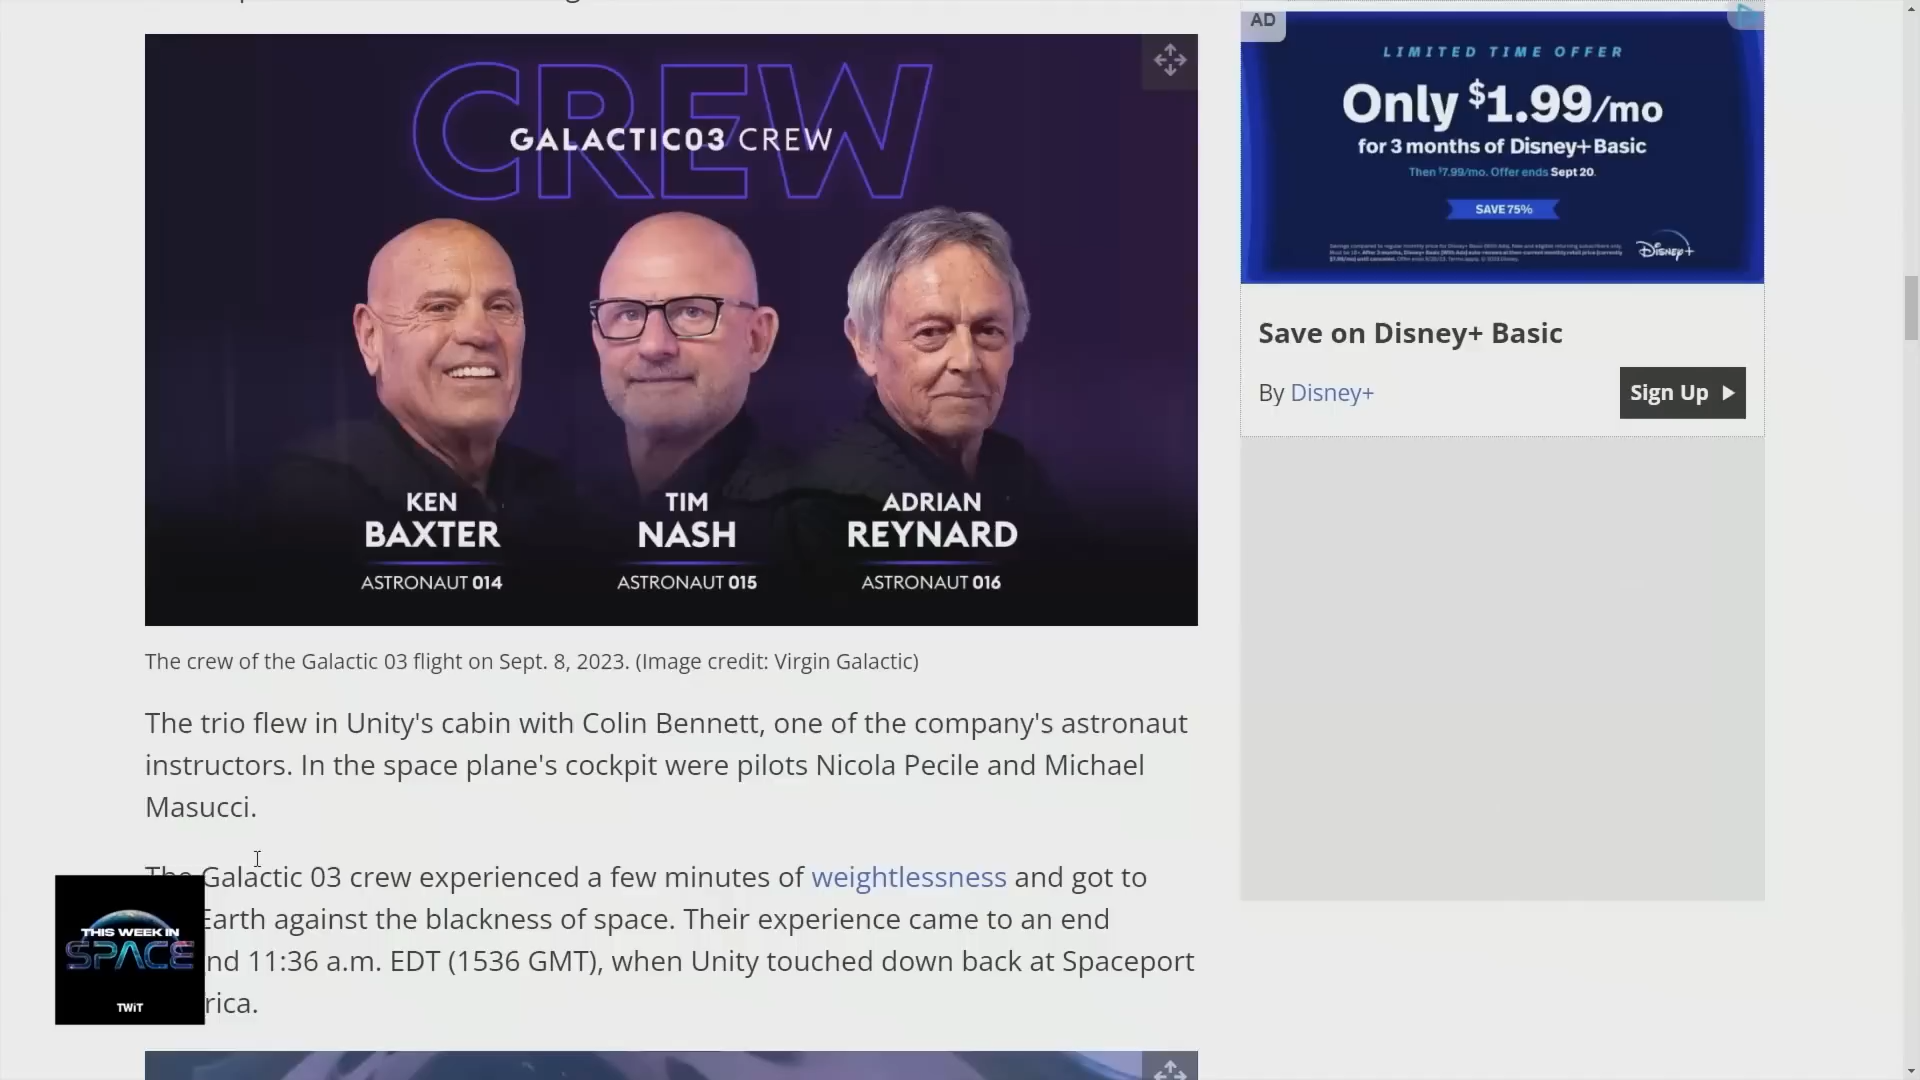 CREW
GALACTIC03 CREW
KEN
BAXTER
ASTRONAUT 014
TIM
NASH
ASTRONAUT 015
ADRIAN
REYNARD
ASTRONAUT 016
The crew of the Galactic 03 flight on Sept. 8, 2023. (Image credit: Virgin Galactic)
The trio flew in Unity's cabin with Colin Bennett, one of the company's astronaut
instructors. In the space plane's cockpit were pilots Nicola Pecile and Michael
Masucci.
The Galactic 03 crew experienced a few minutes of weightlessness and got to
Earth against the blackness of space. Their experience came to an end
nd 11:36 a.m. EDT (1536 GMT), when Unity touched down back at Spaceport
rica.
THIS WEEK IN
SPACE
TWiT
AD
LIMITED TIME OFFER
Only $1.99/mo
for 3 months of Disney+ Basic
Then $7.99/mo. Offer ends Sept 20.
SAVE 75%
Disney+
Save on Disney+ Basic
By Disney+
Sign Up